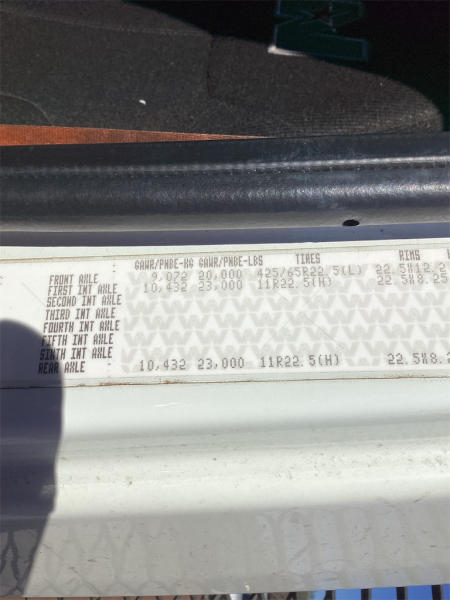 GAWR/PNBE-KG GAWR/PNBE-LBS TIRES RIMS
FRONT AXLE : 9,072 20,000 425/65R22.5(L) 22.5X12.2
FIRST INT AXLE : 10,432 23,000 11R22.5(H) 22.5X8.25
SECOND INT AXLE :
THIRD INT AXLE :
FOURTH INT AXLE :
FIFTH INT AXLE :
SIXTH INT AXLE :
REAR AXLE : 10,432 23,000 11R22.5(H) 22.5X8.2